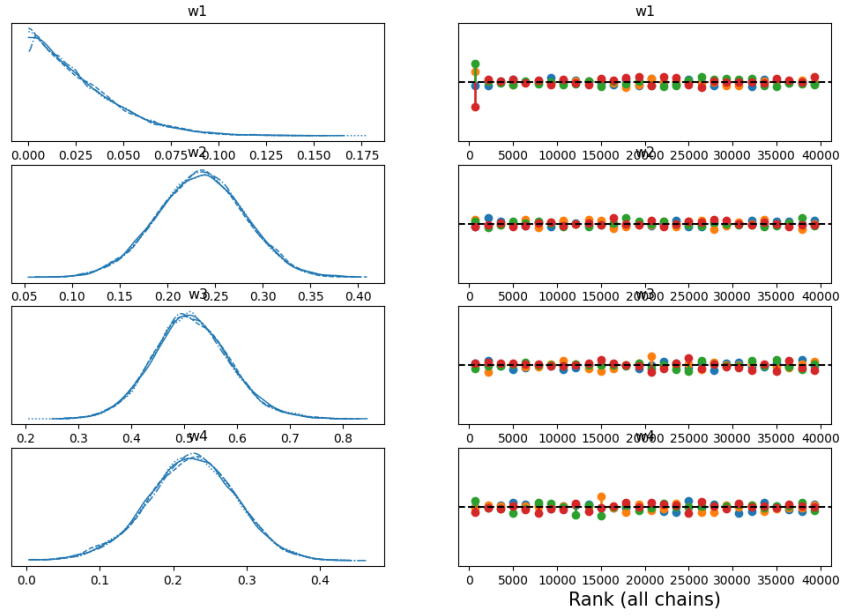 w1 w1
0.000 0.025 0.050 0.075 0.100 0.125 0.150 0.175 0 5000 10000 15000 20000 25000 30000 35000 40000
w2 w2
0.05 0.10 0.15 0.20 0.25 0.30 0.35 0.40 0 5000 10000 15000 20000 25000 30000 35000 40000
w3 w3
0.2 0.3 0.4 0.5 0.6 0.7 0.8 0 5000 10000 15000 20000 25000 30000 35000 40000
w4 w4
0.0 0.1 0.2 0.3 0.4 0 5000 10000 15000 20000 25000 30000 35000 40000
Rank (all chains)